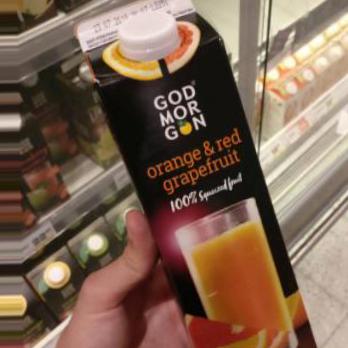 GOD
MOR
GON
orange & red
grapefruit
100% Squeezed fruit